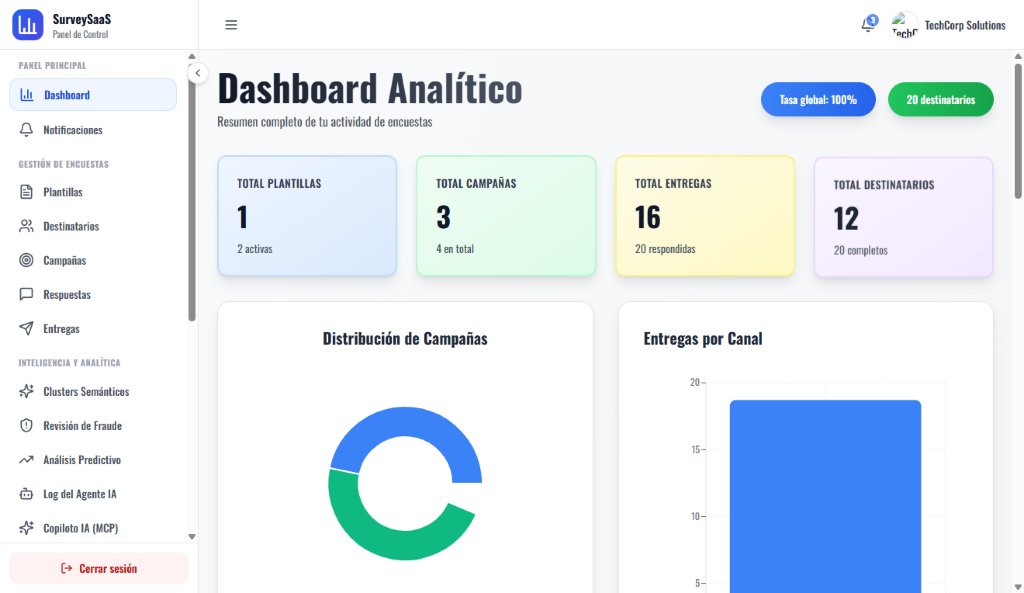 SurveySaaS
Panel de Control
3
TechC
TechCorp Solutions
PANEL PRINCIPAL
Dashboard
Notificaciones
GESTIÓN DE ENCUESTAS
Plantillas
Destinatarios
Campañas
Respuestas
Entregas
INTELIGENCIA Y ANALÍTICA
Clusters Semánticos
Revisión de Fraude
Análisis Predictivo
Log del Agente IA
Copiloto IA (MCP)
Cerrar sesión
Dashboard Analítico
Resumen completo de tu actividad de encuestas
Tasa global: 100%
20 destinatarios
TOTAL PLANTILLAS
1
2 activas
TOTAL CAMPAÑAS
3
4 en total
TOTAL ENTREGAS
16
20 respondidas
TOTAL DESTINATARIOS
12
20 completos
Distribución de Campañas
Entregas por Canal
20
15
10
5